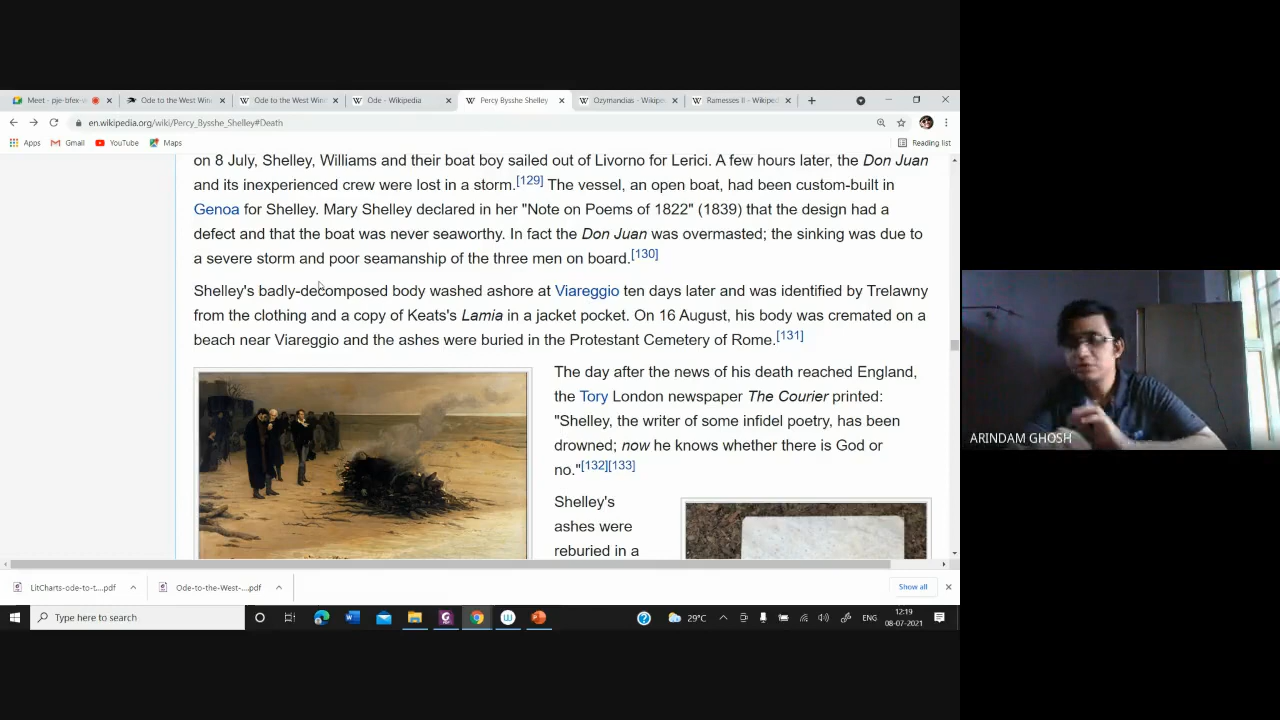 Meet - pje-bfex-
Ode to the West Win
Ode to the West Win
Ode - Wikipedia
Percy Bysshe Shelley
Ozymandias - Wikipe
Ramesses II - Wikiped
en.wikipedia.org/wiki/Percy_Bysshe_Shelley#Death
Apps
Gmail
YouTube
Maps
Reading list
on 8 July, Shelley, Williams and their boat boy sailed out of Livorno for Lerici. A few hours later, the Don Juan
and its inexperienced crew were lost in a storm.[129] The vessel, an open boat, had been custom-built in
Genoa for Shelley. Mary Shelley declared in her "Note on Poems of 1822" (1839) that the design had a
defect and that the boat was never seaworthy. In fact the Don Juan was overmasted; the sinking was due to
a severe storm and poor seamanship of the three men on board.[130]
Shelley's badly-decomposed body washed ashore at Viareggio ten days later and was identified by Trelawny
from the clothing and a copy of Keats's Lamia in a jacket pocket. On 16 August, his body was cremated on a
beach near Viareggio and the ashes were buried in the Protestant Cemetery of Rome.[131]
The day after the news of his death reached England,
the Tory London newspaper The Courier printed:
"Shelley, the writer of some infidel poetry, has been
drowned; now he knows whether there is God or
no."[132][133]
Shelley's
ashes were
reburied in a
ARINDAM GHOSH
LitCharts-ode-to-t....pdf
Ode-to-the-West-...pdf
Show all
Type here to search
29°C
ENG
12:19
08-07-2021